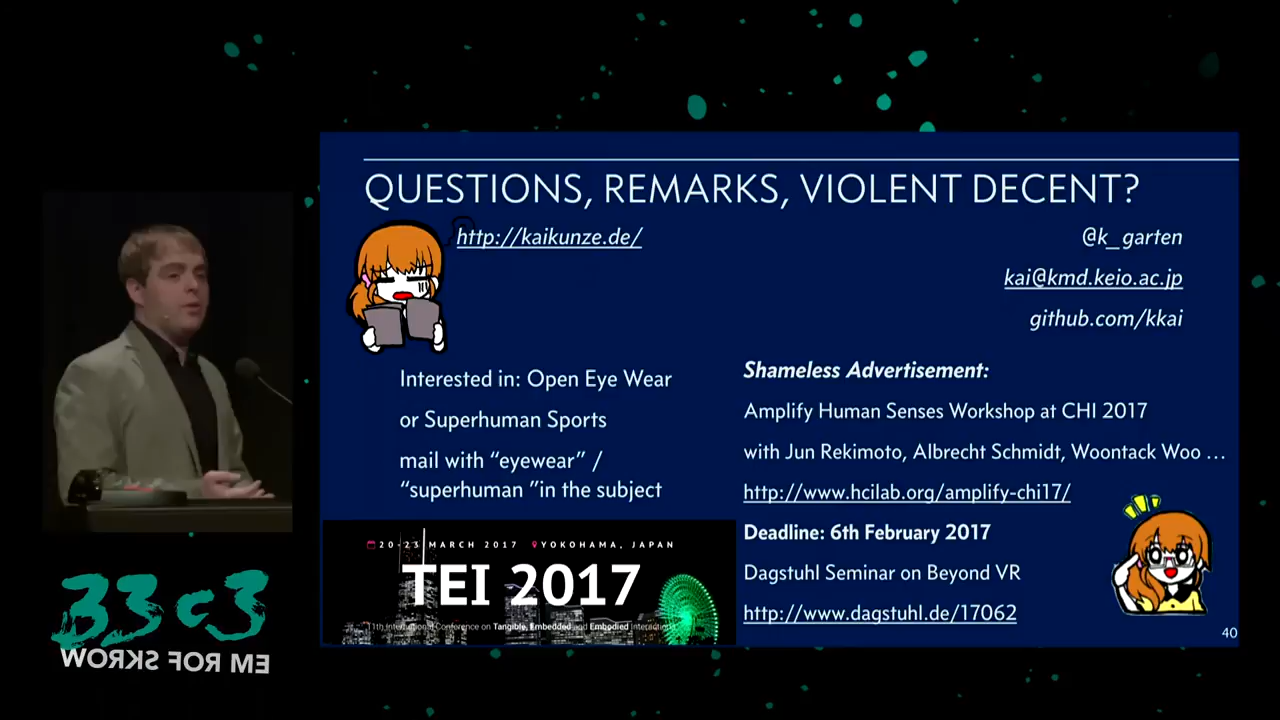 QUESTIONS, REMARKS, VIOLENT DECENT?
http://kaikunze.de/
@k_garten
kai@kmd.keio.ac.jp
github.com/kkai
Interested in: Open Eye Wear
or Superhuman Sports
mail with “eyewear” /
“superhuman ”in the subject
Shameless Advertisement:
Amplify Human Senses Workshop at CHI 2017
with Jun Rekimoto, Albrecht Schmidt, Woontack Woo …
http://www.hcilab.org/amplify-chi17/
Deadline: 6th February 2017
Dagstuhl Seminar on Beyond VR
http://www.dagstuhl.de/17062
20-23 MARCH 2017 YOKOHAMA, JAPAN
TEI 2017
11th International Conference on Tangible, Embedded and Embodied Interaction
40
33c3
WORKS FOR ME